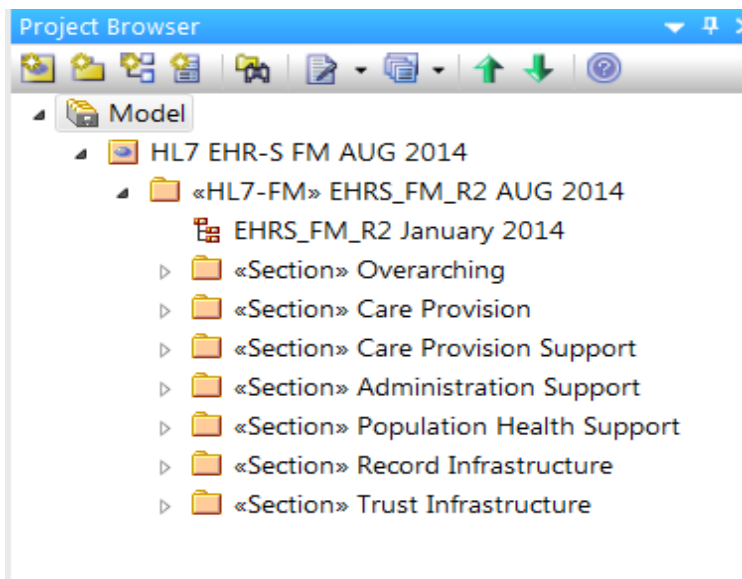 Project Browser
Model
HL7 EHR-S FM AUG 2014
«HL7-FM» EHRS_FM_R2 AUG 2014
EHRS_FM_R2 January 2014
«Section» Overarching
«Section» Care Provision
«Section» Care Provision Support
«Section» Administration Support
«Section» Population Health Support
«Section» Record Infrastructure
«Section» Trust Infrastructure